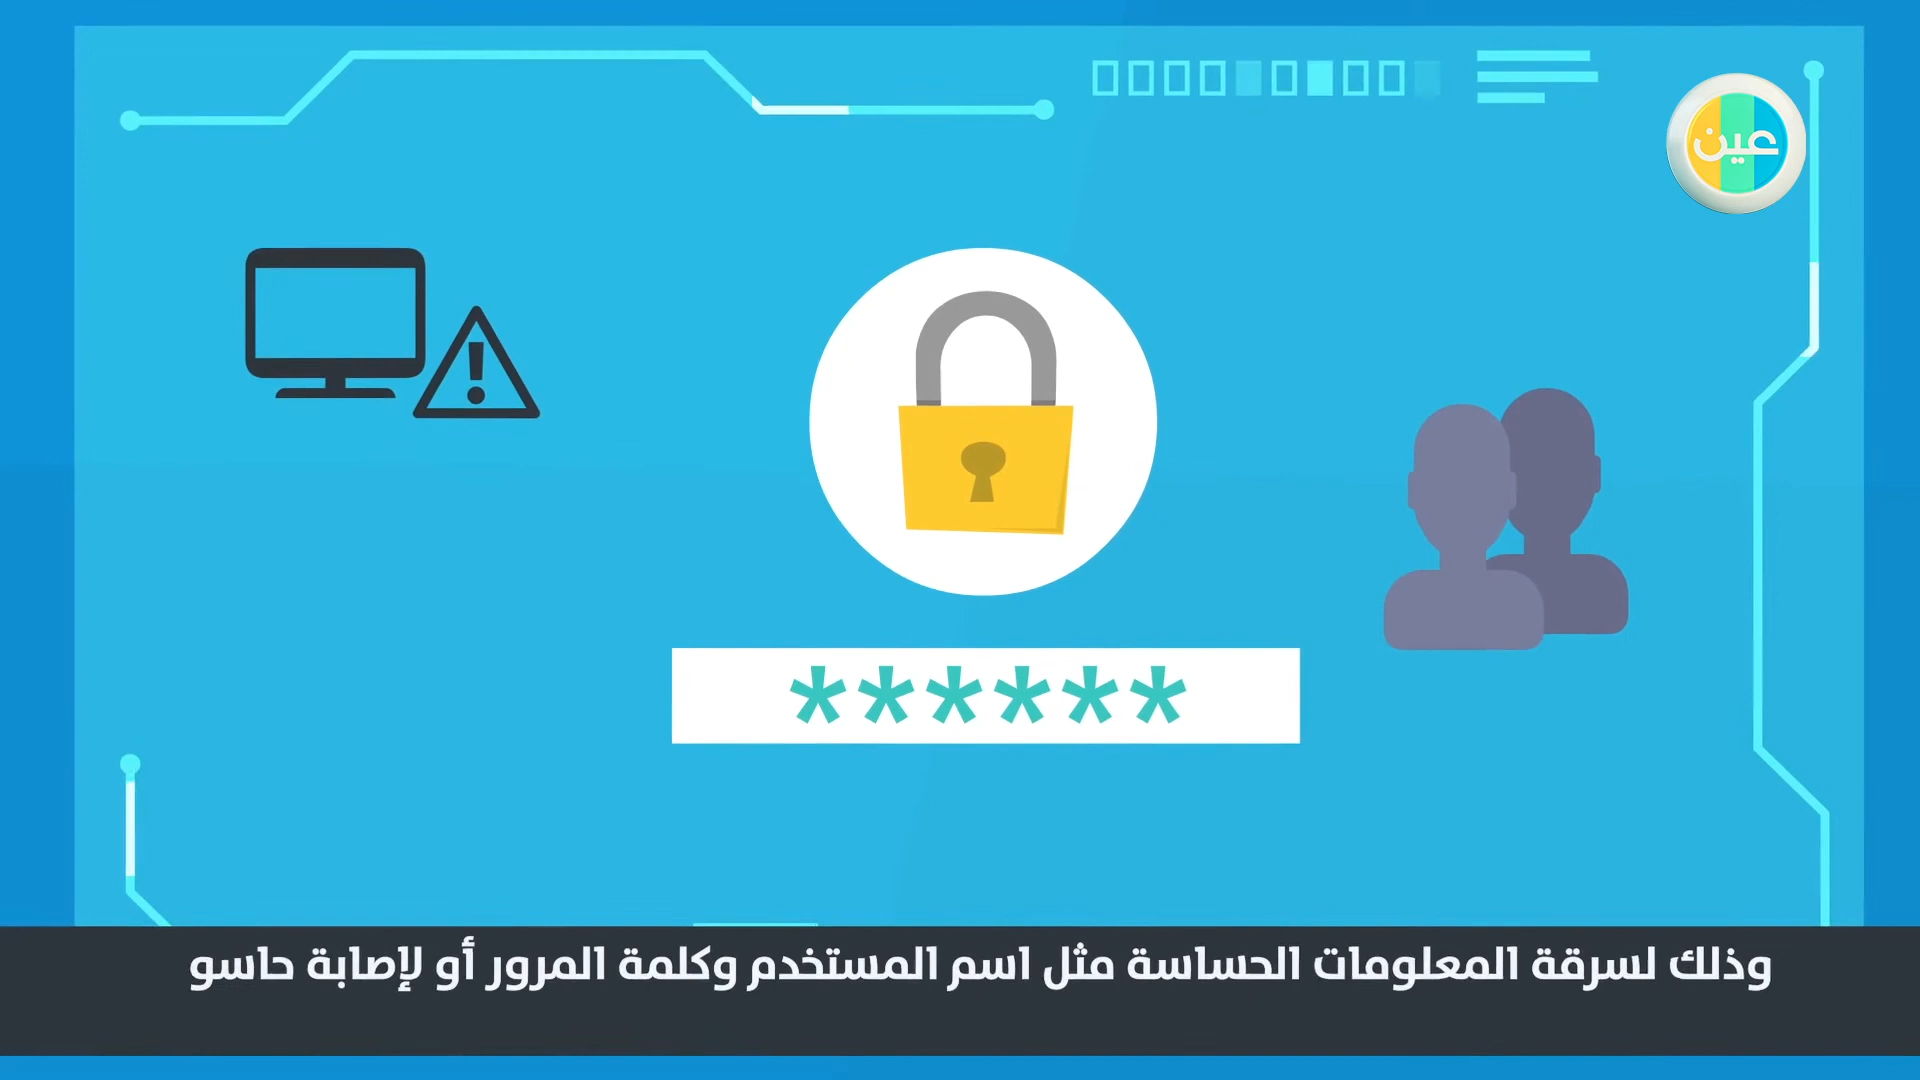 عين
******
وذلك لسرقة المعلومات الحساسة مثل اسم المستخدم وكلمة المرور أو لإصابة حاسو